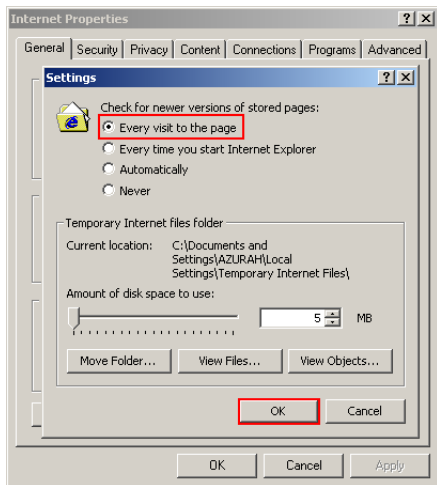 Internet Properties
General Security Privacy Content Connections Programs Advanced
Settings
Check for newer versions of stored pages:
Every visit to the page
Every time you start Internet Explorer
Automatically
Never
Temporary Internet files folder
Current location: C:\Documents and
Settings\AZURAH\Local
Settings\Temporary Internet Files\
Amount of disk space to use:
5 MB
Move Folder... View Files... View Objects...
OK Cancel
OK Cancel Apply